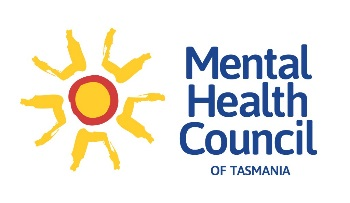 Mental
Health
Council
OF TASMANIA